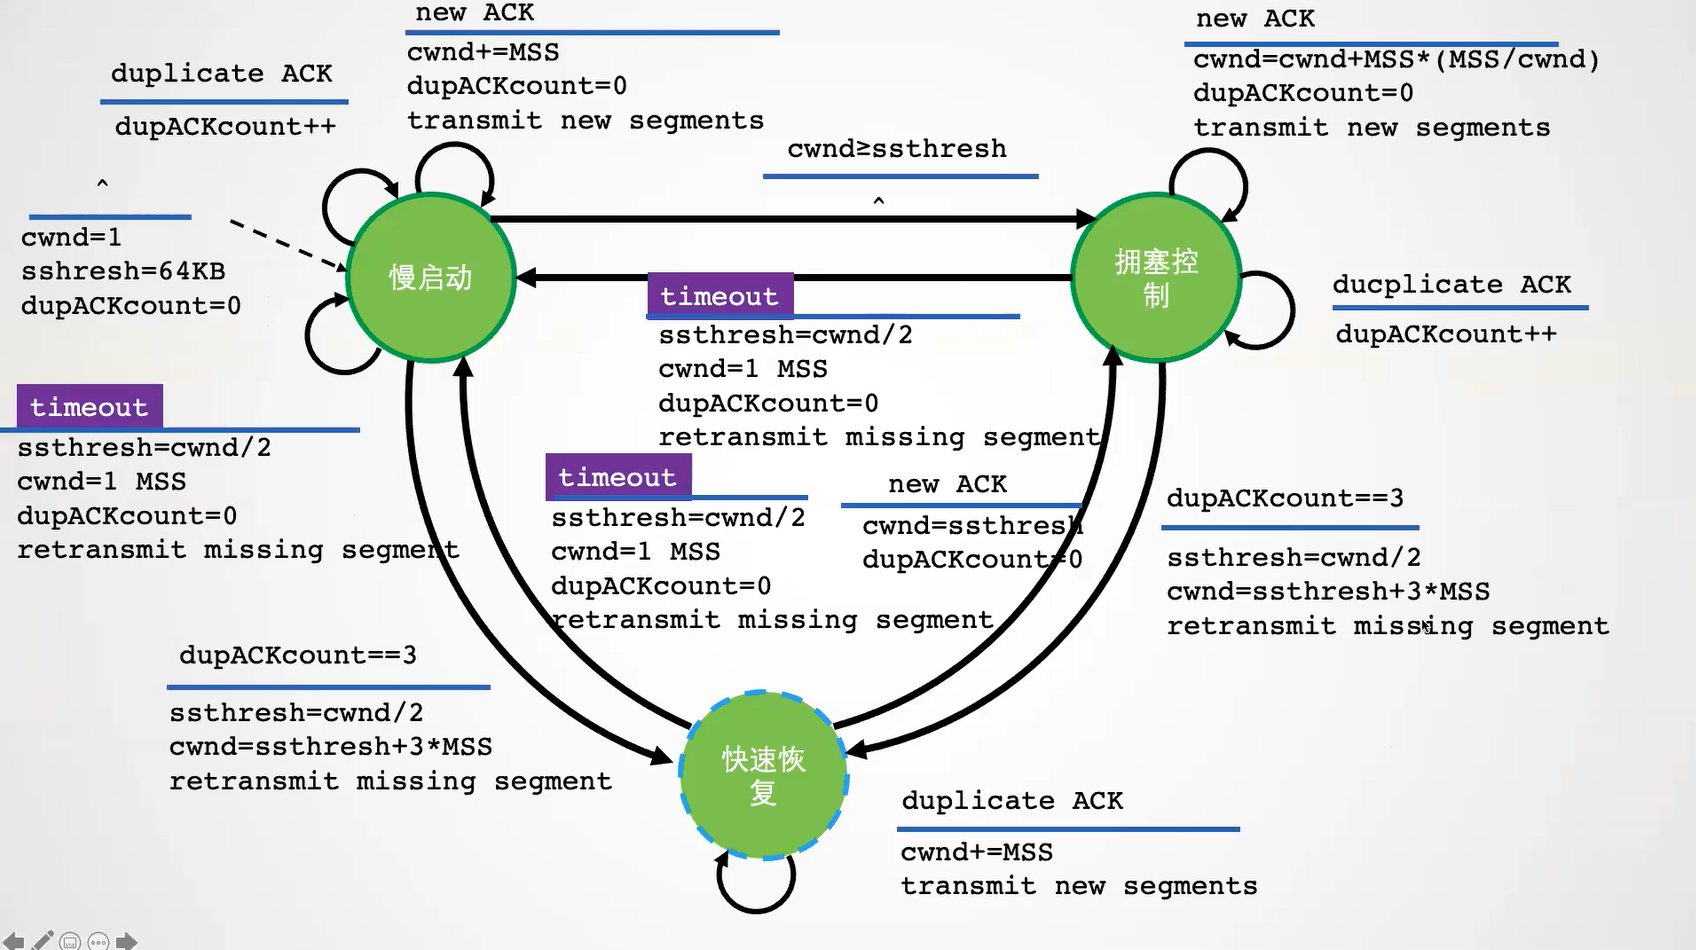 new ACK
cwnd+=MSS
dupACKcount=0
transmit new segments
new ACK
cwnd=cwnd+MSS*(MSS/cwnd)
dupACKcount=0
transmit new segments
duplicate ACK
dupACKcount++
cwnd≥ssthresh
^
^
cwnd=1
sshresh=64KB
dupACKcount=0
慢启动
拥塞控
制
ducplicate ACK
dupACKcount++
timeout
ssthresh=cwnd/2
cwnd=1 MSS
dupACKcount=0
retransmit missing segment
timeout
ssthresh=cwnd/2
cwnd=1 MSS
dupACKcount=0
retransmit missing segment
timeout
ssthresh=cwnd/2
cwnd=1 MSS
dupACKcount=0
retransmit missing segment
new ACK
cwnd=ssthresh
dupACKcount=0
dupACKcount==3
ssthresh=cwnd/2
cwnd=ssthresh+3*MSS
retransmit missing segment
dupACKcount==3
ssthresh=cwnd/2
cwnd=ssthresh+3*MSS
retransmit missing segment
快速恢
复
duplicate ACK
cwnd+=MSS
transmit new segments